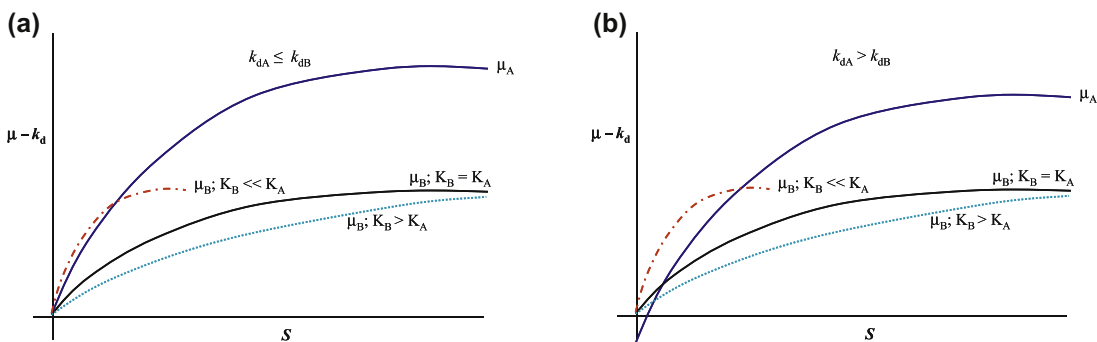 (a)
k_dA ≤ k_dB
μ_A
μ – k_d
μ_B; K_B << K_A
μ_B; K_B = K_A
μ_B; K_B > K_A
S
(b)
k_dA > k_dB
μ_A
μ – k_d
μ_B; K_B << K_A
μ_B; K_B = K_A
μ_B; K_B > K_A
S